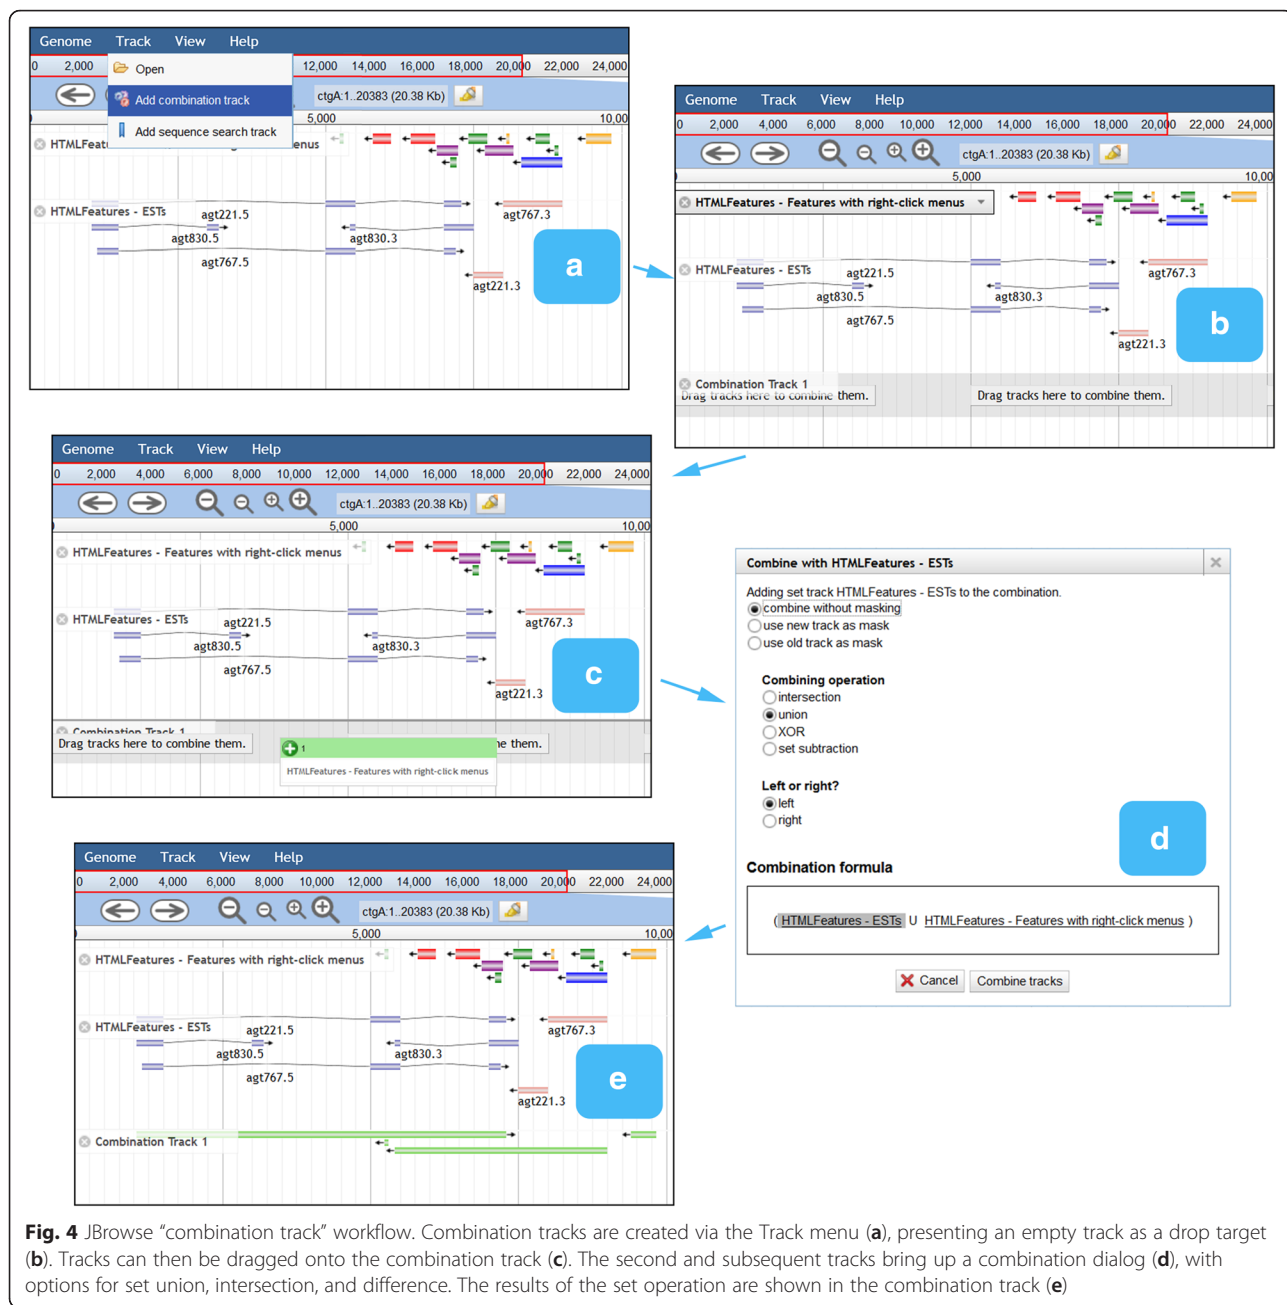 Genome Track View Help
0 2,000 12,000 14,000 16,000 18,000 20,000 22,000 24,000
Open
Add combination track
Add sequence search track
ctgA:1..20383 (20.38 Kb)
5,000 10,00
HTMLFeat menus
HTMLFeatures - ESTs
agt221.5
agt767.3
agt830.5
agt830.3
agt767.5
agt221.3
a
Genome Track View Help
0 2,000 4,000 6,000 8,000 10,000 12,000 14,000 16,000 18,000 20,000 22,000 24,000
ctgA:1..20383 (20.38 Kb)
5,000 10,00
HTMLFeatures - Features with right-click menus
HTMLFeatures - ESTs
agt221.5
agt767.3
agt830.5
agt830.3
agt767.5
agt221.3
b
Combination Track 1
Drag tracks here to combine them. Drag tracks here to combine them.
Genome Track View Help
0 2,000 4,000 6,000 8,000 10,000 12,000 14,000 16,000 18,000 20,000 22,000 24,000
ctgA:1..20383 (20.38 Kb)
5,000 10,00
HTMLFeatures - Features with right-click menus
HTMLFeatures - ESTs
agt221.5
agt767.3
agt830.5
agt830.3
agt767.5
agt221.3
c
Combination Track 1
Drag tracks here to combine them. ne them.
1
HTMLFeatures - Features with right-click menus
Combine with HTMLFeatures - ESTs
Adding set track HTMLFeatures - ESTs to the combination.
combine without masking
use new track as mask
use old track as mask
Combining operation
intersection
union
XOR
set subtraction
Left or right?
left
right
d
Combination formula
( HTMLFeatures - ESTs U HTMLFeatures - Features with right-click menus )
Cancel Combine tracks
Genome Track View Help
0 2,000 4,000 6,000 8,000 10,000 12,000 14,000 16,000 18,000 20,000 22,000 24,000
ctgA:1..20383 (20.38 Kb)
5,000 10,00
HTMLFeatures - Features with right-click menus
HTMLFeatures - ESTs
agt221.5
agt767.3
agt830.5
agt830.3
agt767.5
agt221.3
e
Combination Track 1
Fig. 4 JBrowse “combination track” workflow. Combination tracks are created via the Track menu (a), presenting an empty track as a drop target
(b). Tracks can then be dragged onto the combination track (c). The second and subsequent tracks bring up a combination dialog (d), with
options for set union, intersection, and difference. The results of the set operation are shown in the combination track (e)